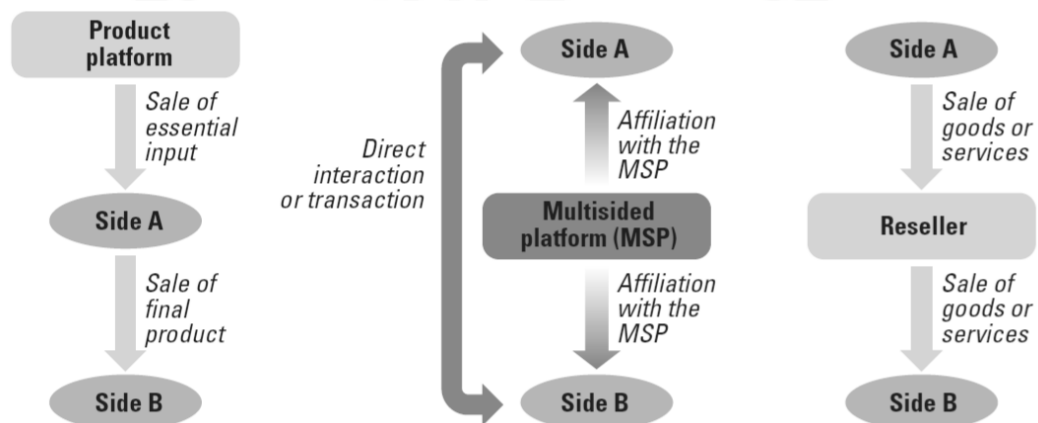 Product
platform
Sale of
essential
input
Side A
Sale of
final
product
Side B
Direct
interaction
or transaction
Side A
Affiliation
with the
MSP
Multisided
platform (MSP)
Affiliation
with the
MSP
Side B
Side A
Sale of
goods or
services
Reseller
Sale of
goods or
services
Side B